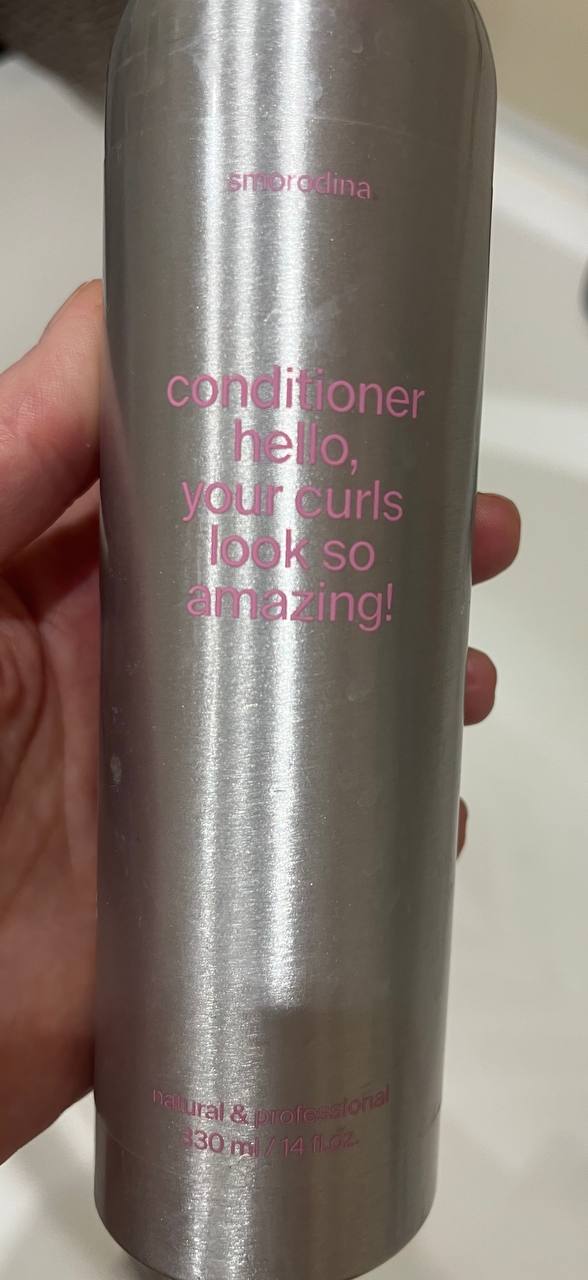 smorodina.
conditioner
hello,
your curls
look so
amazing!
natural & professional
330 ml / 14 fl.oz.